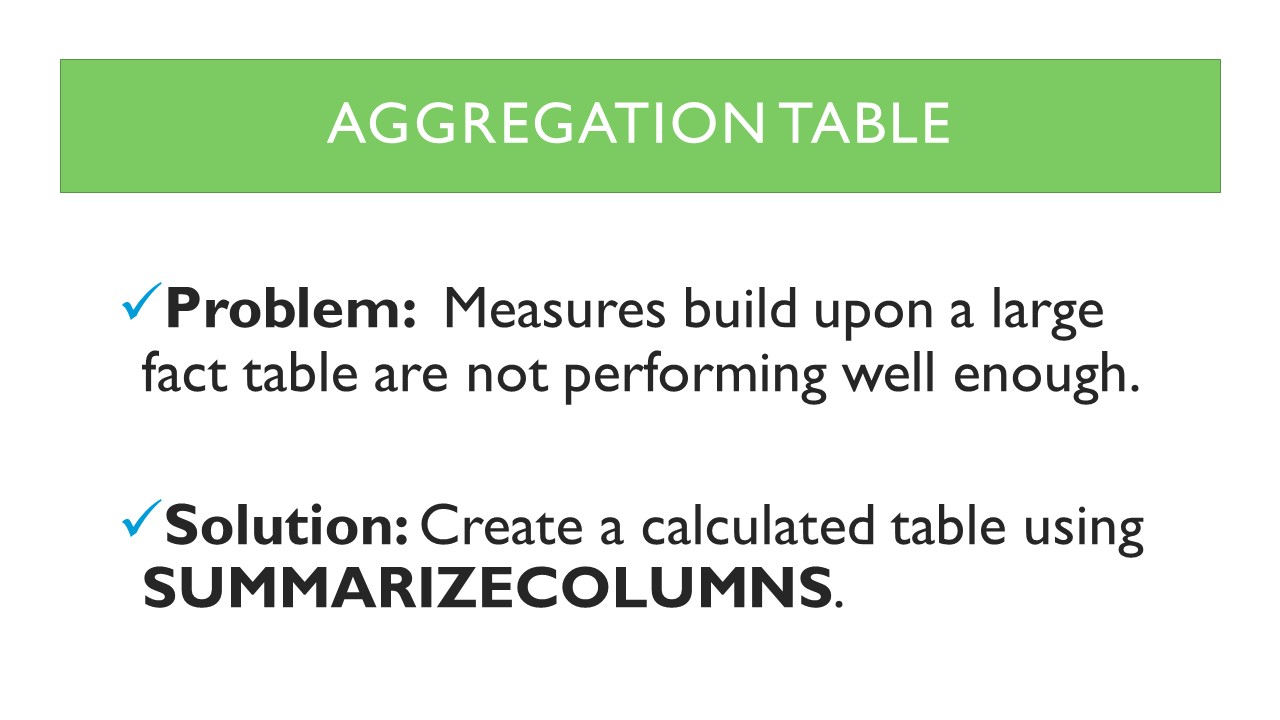 AGGREGATION TABLE
✓Problem:  Measures build upon a large
fact table are not performing well enough.
✓Solution: Create a calculated table using
SUMMARIZECOLUMNS.